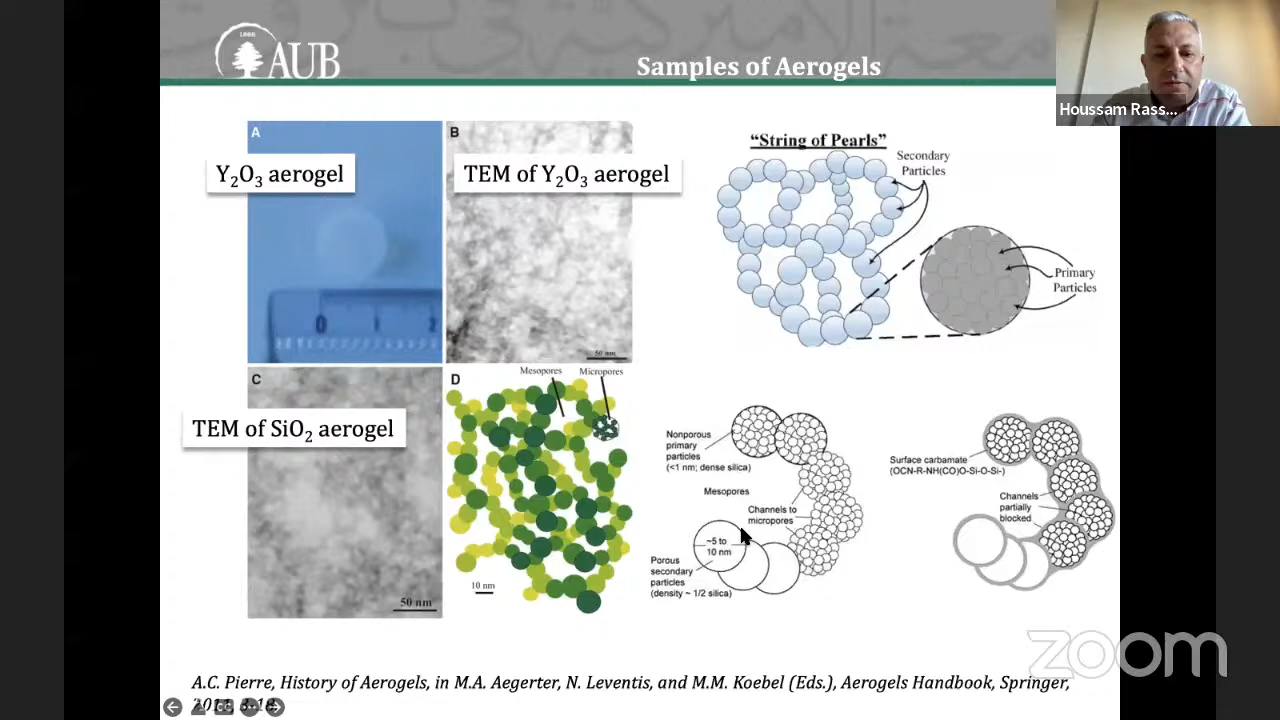 1866
AUB
Samples of Aerogels
Houssam Rass...
A
Y₂O₃ aerogel
0 1 2
B
TEM of Y₂O₃ aerogel
50 nm
C
TEM of SiO₂ aerogel
50 nm
D
Mesopores
Micropores
10 nm
“String of Pearls”
Secondary
Particles
Primary
Particles
Nonporous
primary
particles
(<1 nm; dense silica)
Mesopores
Channels to
micropores
~5 to
10 nm
Porous
secondary
particles
(density ~ 1/2 silica)
Surface carbamate
(OCN-R-NH(CO)O-Si-O-Si-)
Channels
partially
blocked
zoom
A.C. Pierre, History of Aerogels, in M.A. Aegerter, N. Leventis, and M.M. Koebel (Eds.), Aerogels Handbook, Springer,